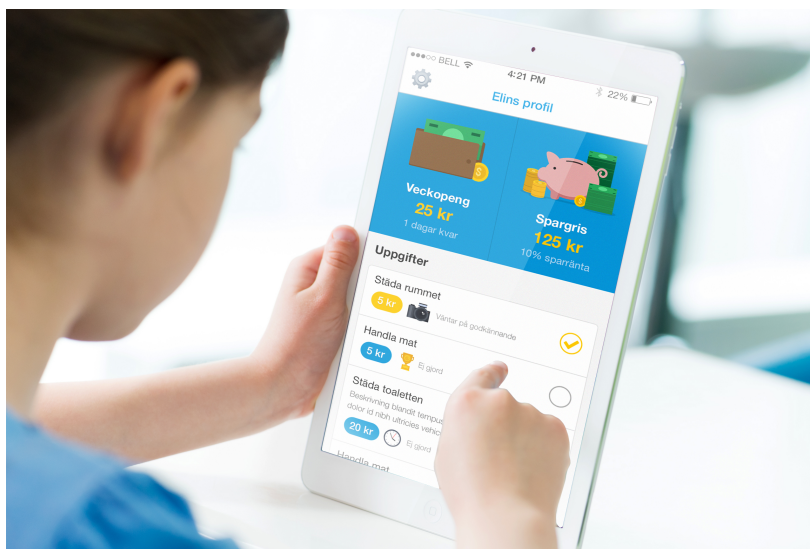 BELL 4:21 PM 22%
Elins profil
Veckopeng
25 kr
1 dagar kvar
Spargris
125 kr
10% sparränta
Uppgifter
Städa rummet
5 kr Väntar på godkännande
Handla mat
5 kr Ej gjord
Städa toaletten
Beskrivning blandit tempus
dolor id nibh ultricies vehic
20 kr Ej gjord
Handla mat